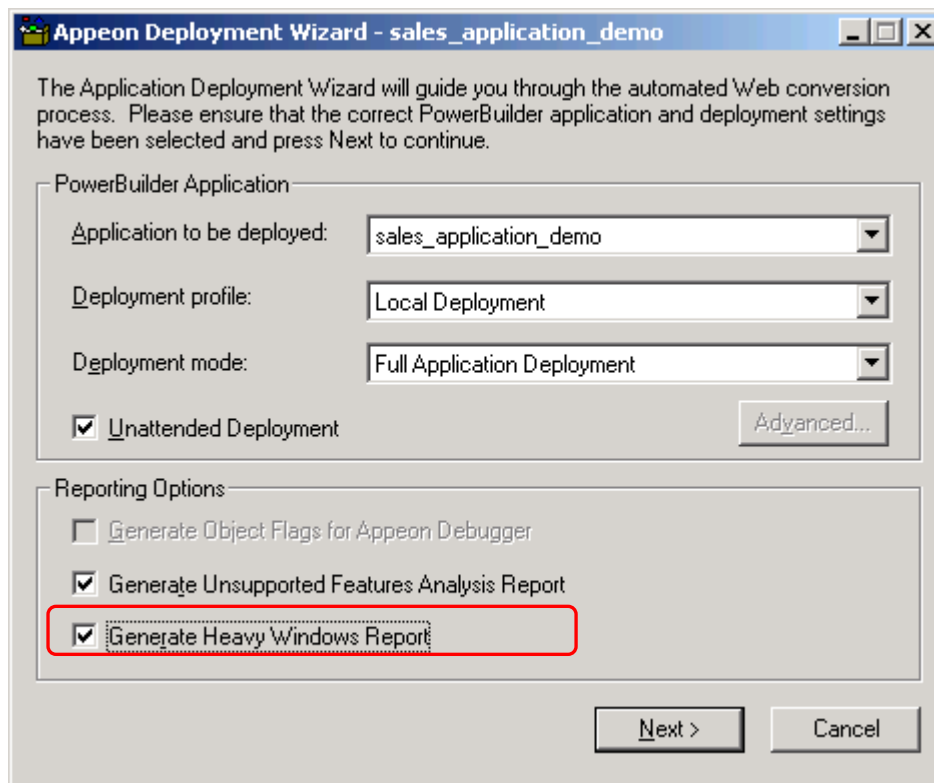 Appeon Deployment Wizard - sales_application_demo
The Application Deployment Wizard will guide you through the automated Web conversion
process.  Please ensure that the correct PowerBuilder application and deployment settings
have been selected and press Next to continue.
PowerBuilder Application
Application to be deployed: sales_application_demo
Deployment profile: Local Deployment
Deployment mode: Full Application Deployment
Unattended Deployment Advanced...
Reporting Options
Generate Object Flags for Appeon Debugger
Generate Unsupported Features Analysis Report
Generate Heavy Windows Report
Next > Cancel